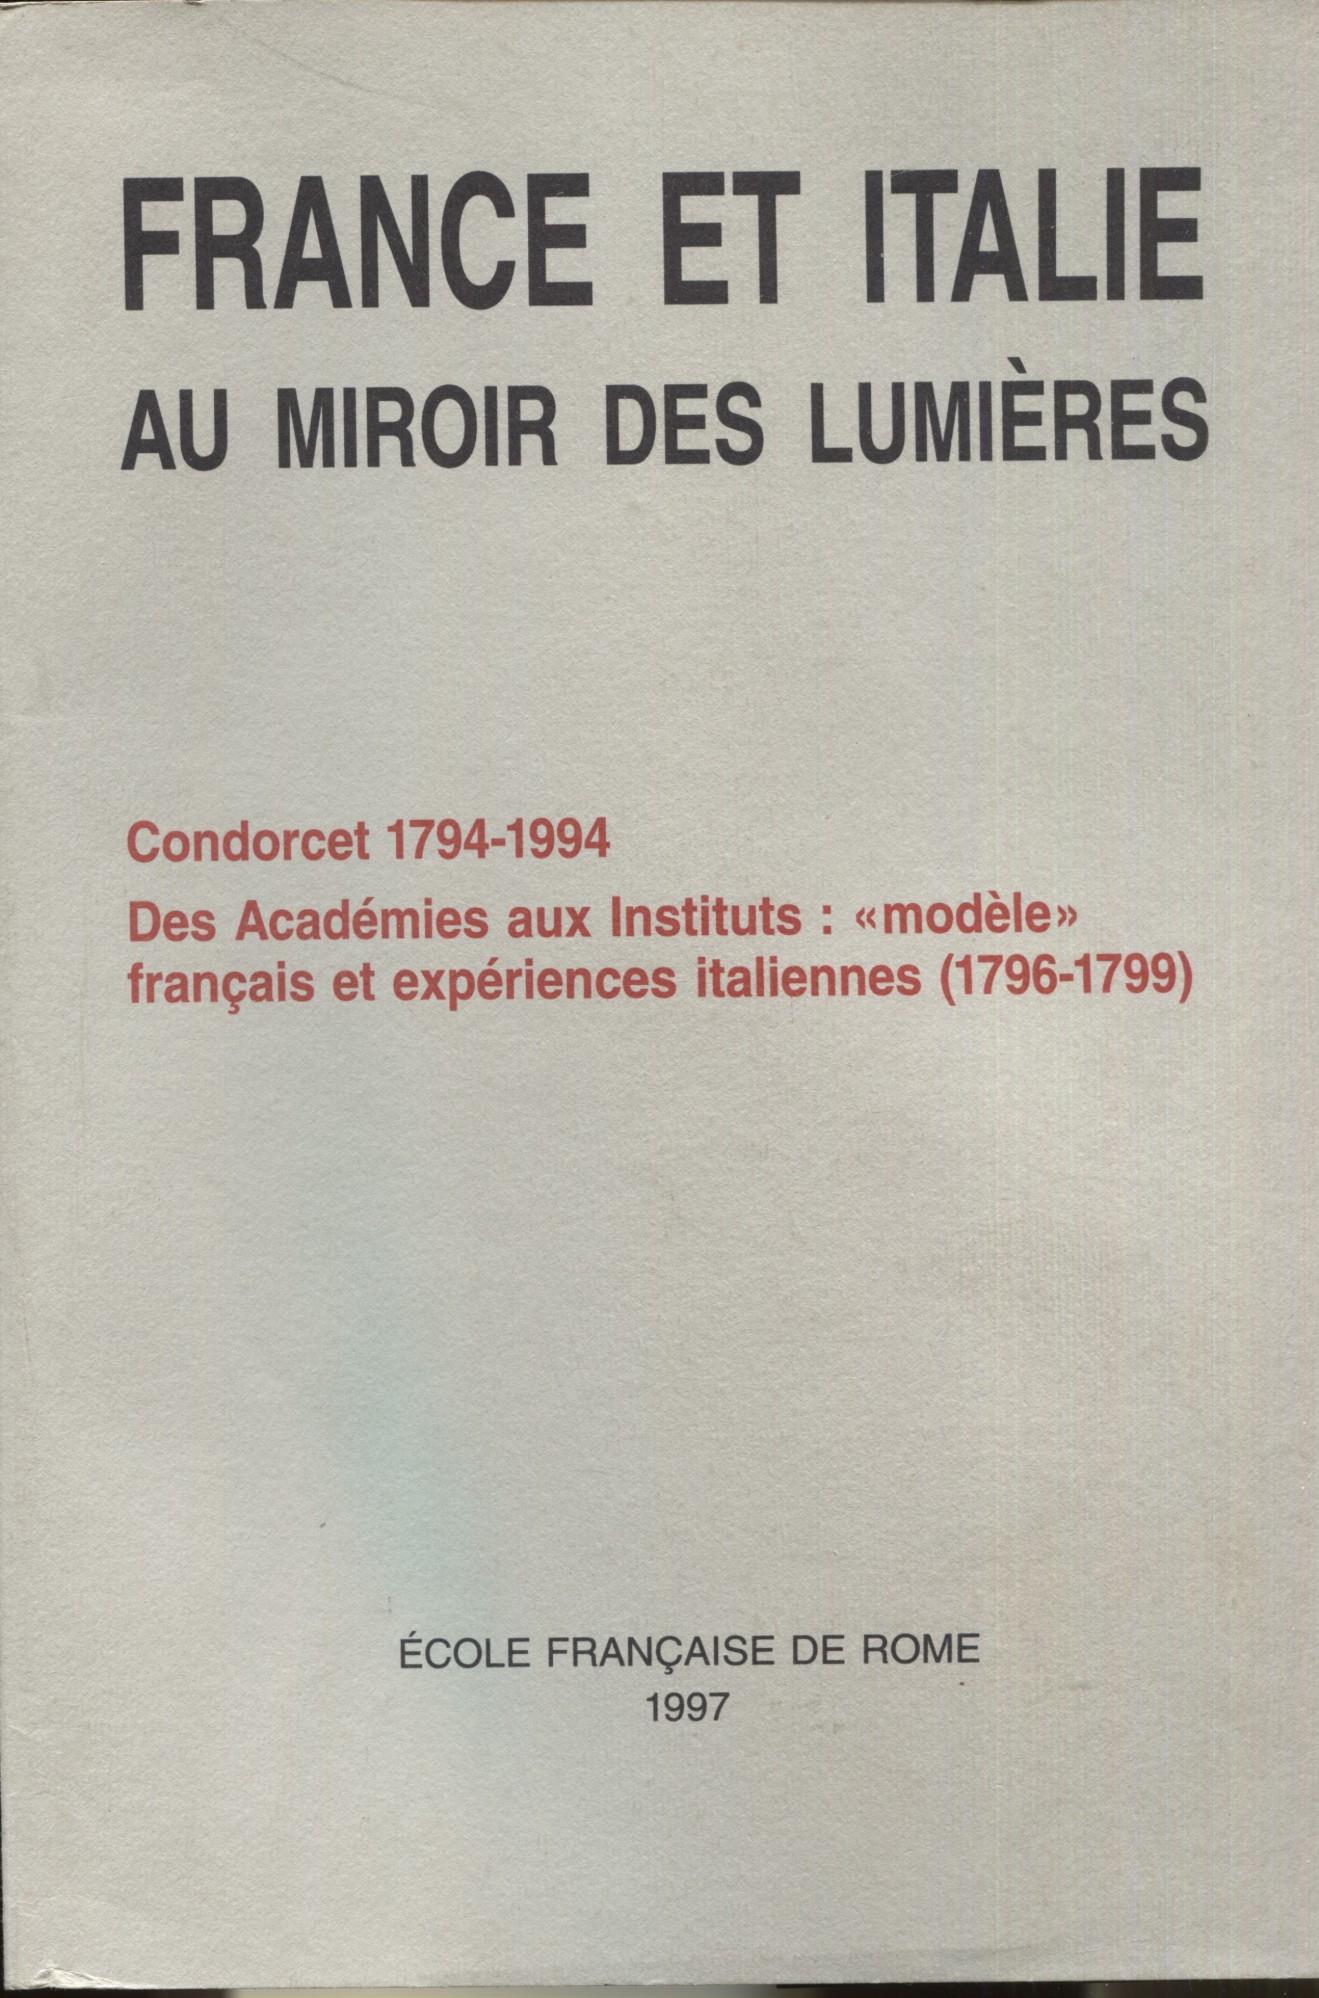 FRANCE ET ITALIE
AU MIROIR DES LUMIÈRES
Condorcet 1794-1994
Des Académies aux Instituts : «modèle»
français et expériences italiennes (1796-1799)
ÉCOLE FRANÇAISE DE ROME
1997